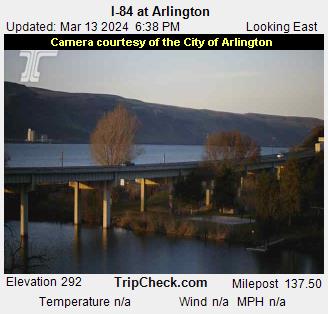 I-84 at Arlington
Updated: Mar 13 2024 6:38 PM Looking East
Camera courtesy of the City of Arlington
Elevation 292 TripCheck.com Milepost 137.50
Temperature n/a Wind n/a MPH n/a